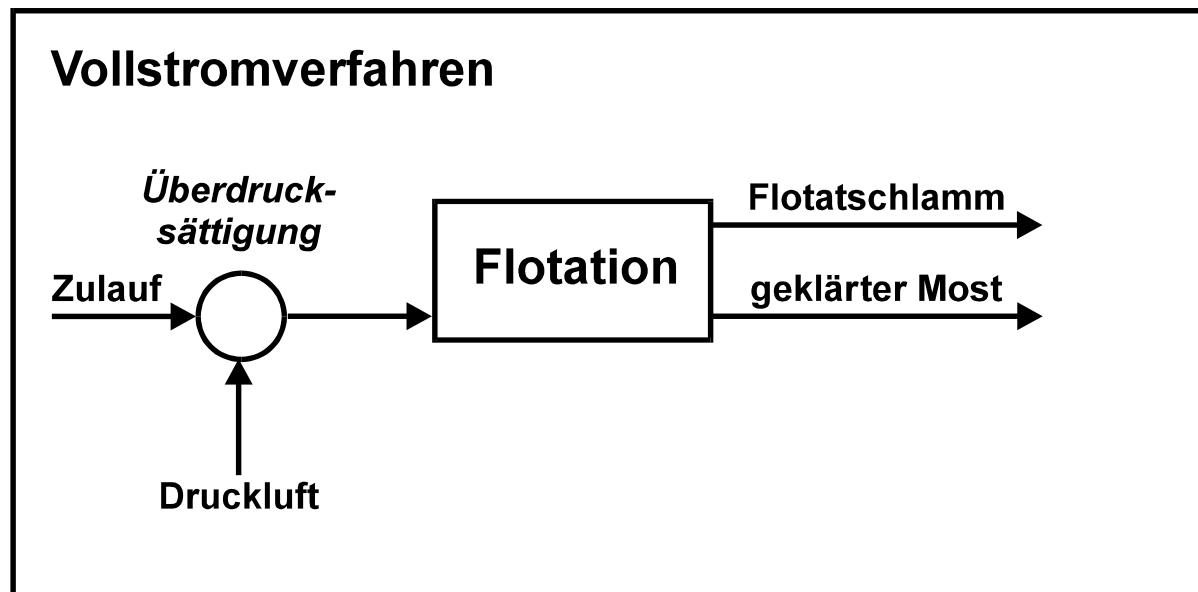 Vollstromverfahren
Überdruck-
sättigung
Zulauf
Druckluft
Flotation
Flotatschlamm
geklärter Most